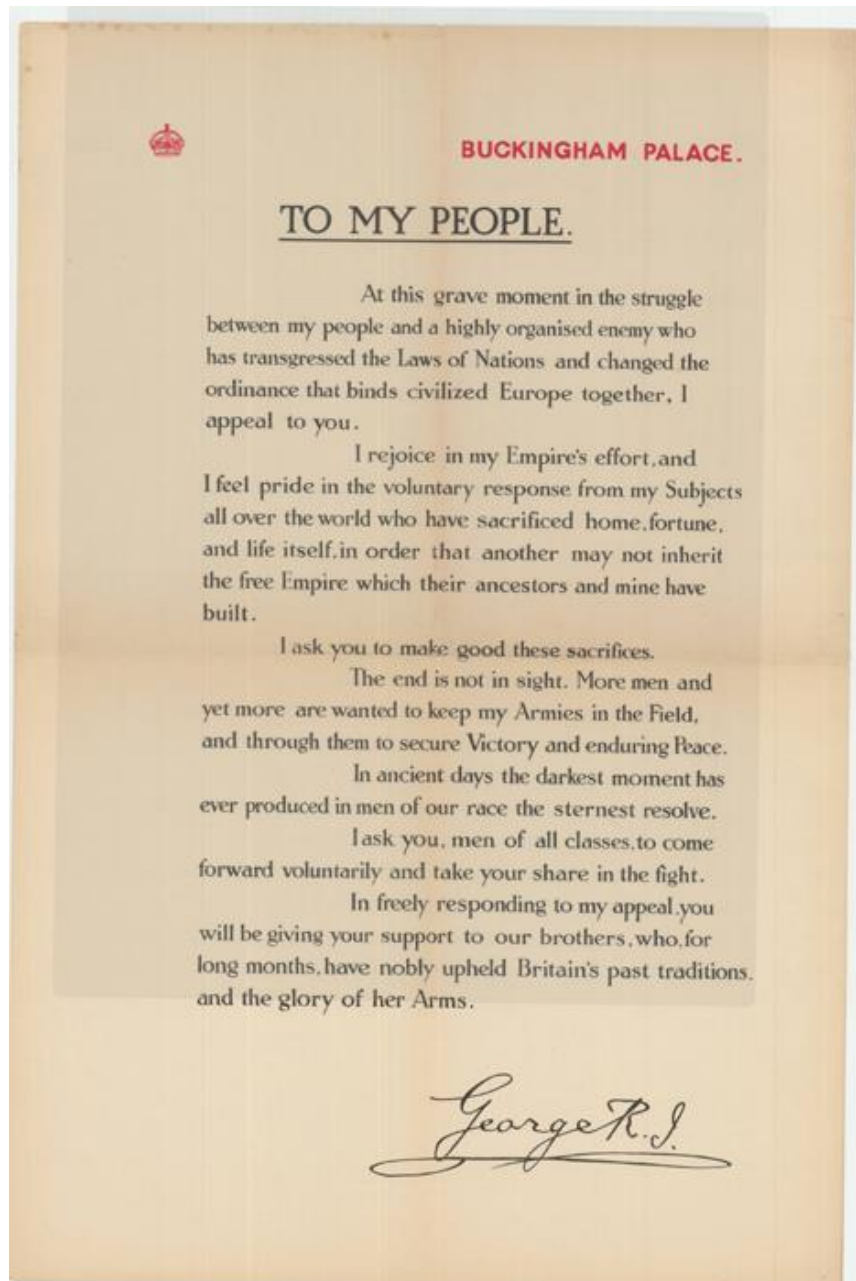 BUCKINGHAM PALACE.
TO MY PEOPLE.
At this grave moment in the struggle
between my people and a highly organised enemy who
has transgressed the Laws of Nations and changed the
ordinance that binds civilized Europe together, I
appeal to you.
I rejoice in my Empire's effort, and
I feel pride in the voluntary response from my Subjects
all over the world who have sacrificed home, fortune,
and life itself, in order that another may not inherit
the free Empire which their ancestors and mine have
built.
I ask you to make good these sacrifices.
The end is not in sight. More men and
yet more are wanted to keep my Armies in the Field,
and through them to secure Victory and enduring Peace.
In ancient days the darkest moment has
ever produced in men of our race the sternest resolve.
I ask you, men of all classes, to come
forward voluntarily and take your share in the fight.
In freely responding to my appeal, you
will be giving your support to our brothers, who, for
long months, have nobly upheld Britain's past traditions,
and the glory of her Arms.
George R.I.